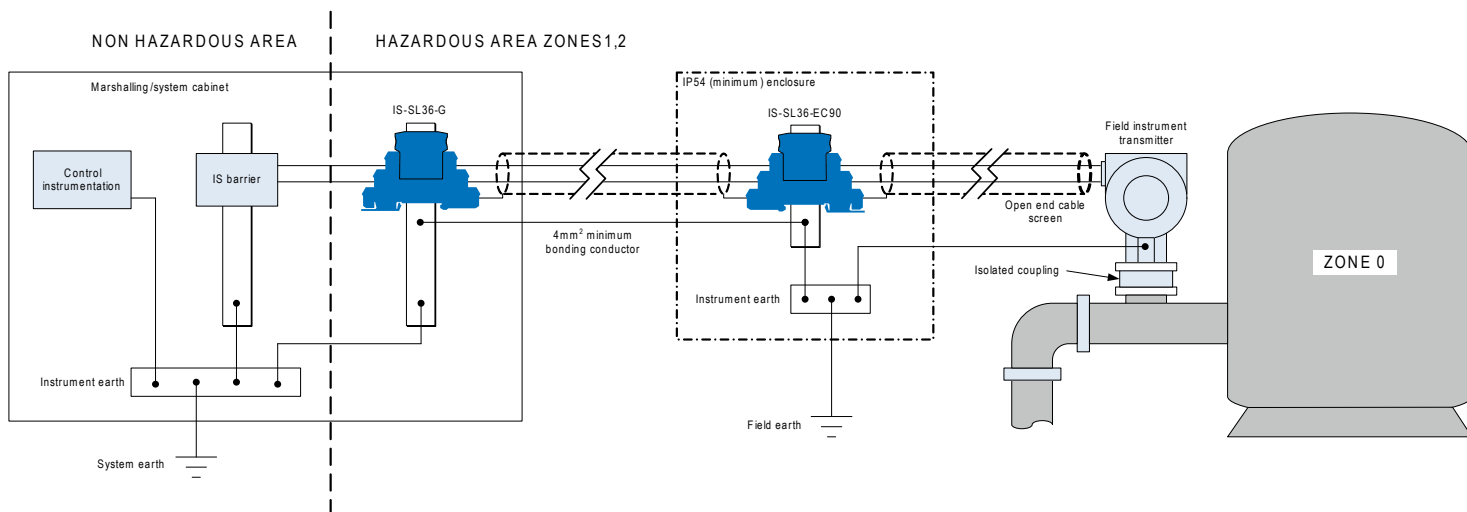 NON HAZARDOUS AREA
HAZARDOUS AREA ZONES 1,2
Marshalling/system cabinet
IP54 (minimum) enclosure
IS-SL36-G
IS-SL36-EC90
Field instrument
transmitter
Control
instrumentation
IS barrier
ZONE 0
Open end cable
screen
4mm² minimum
bonding conductor
Isolated coupling
Instrument earth
Instrument earth
Field earth
System earth